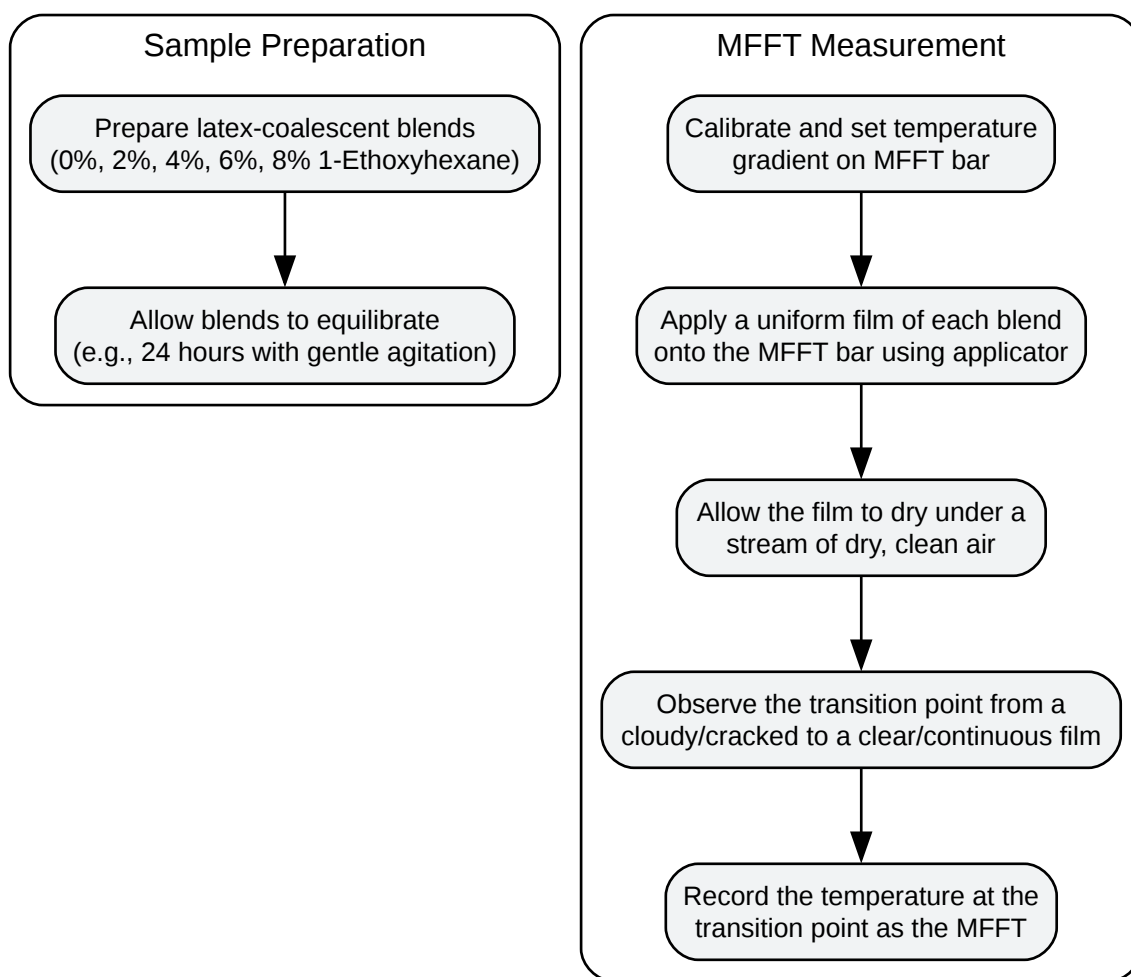 Sample Preparation
Prepare latex-coalescent blends
(0%, 2%, 4%, 6%, 8% 1-Ethoxyhexane)
Allow blends to equilibrate
(e.g., 24 hours with gentle agitation)
MFFT Measurement
Calibrate and set temperature
gradient on MFFT bar
Apply a uniform film of each blend
onto the MFFT bar using applicator
Allow the film to dry under a
stream of dry, clean air
Observe the transition point from a
cloudy/cracked to a clear/continuous film
Record the temperature at the
transition point as the MFFT